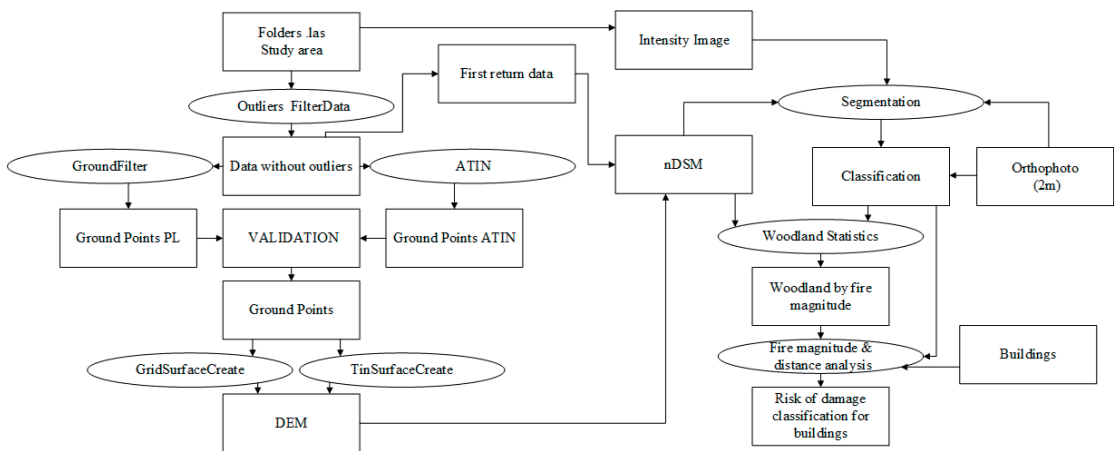 Folders .las
Study area
Intensity Image
First return data
Outliers FilterData
Segmentation
GroundFilter
Data without outliers
ATIN
nDSM
Classification
Orthophoto
(2m)
Ground Points PL
VALIDATION
Ground Points ATIN
Woodland Statistics
Ground Points
Woodland by fire
magnitude
GridSurfaceCreate
TinSurfaceCreate
Fire magnitude &
distance analysis
Buildings
DEM
Risk of damage
classification for
buildings